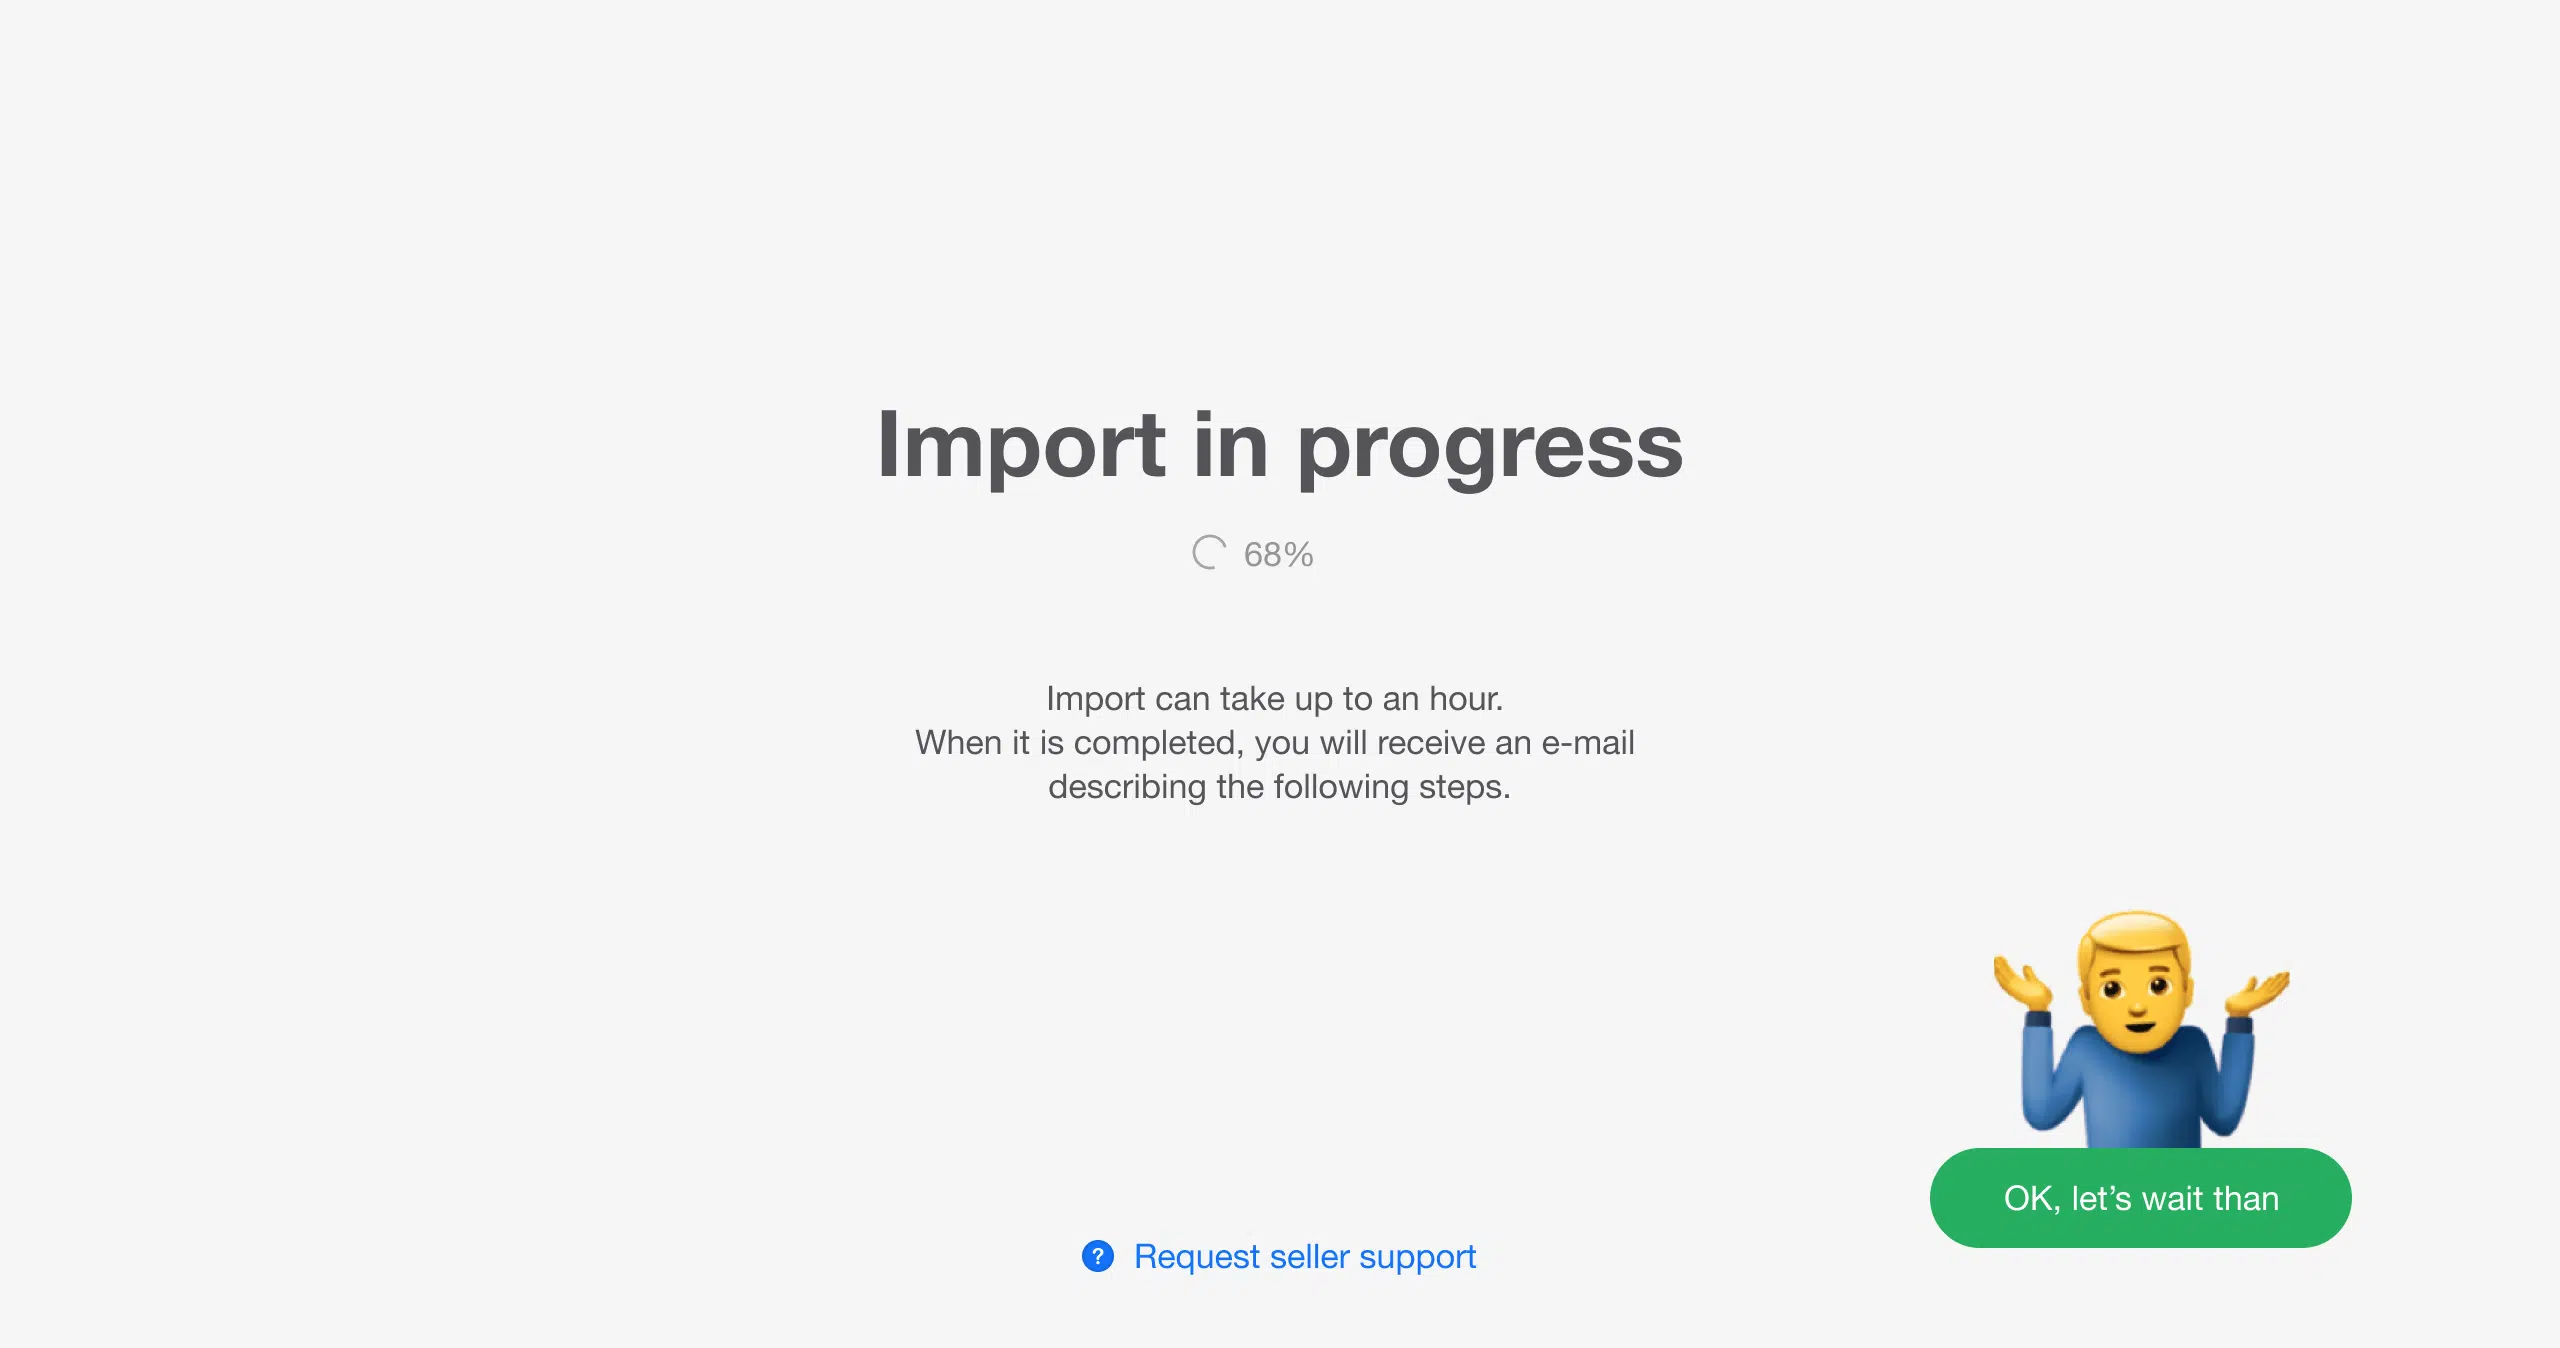 Import in progress
68%
Import can take up to an hour.
When it is completed, you will receive an e-mail
describing the following steps.
OK, let’s wait than
? Request seller support